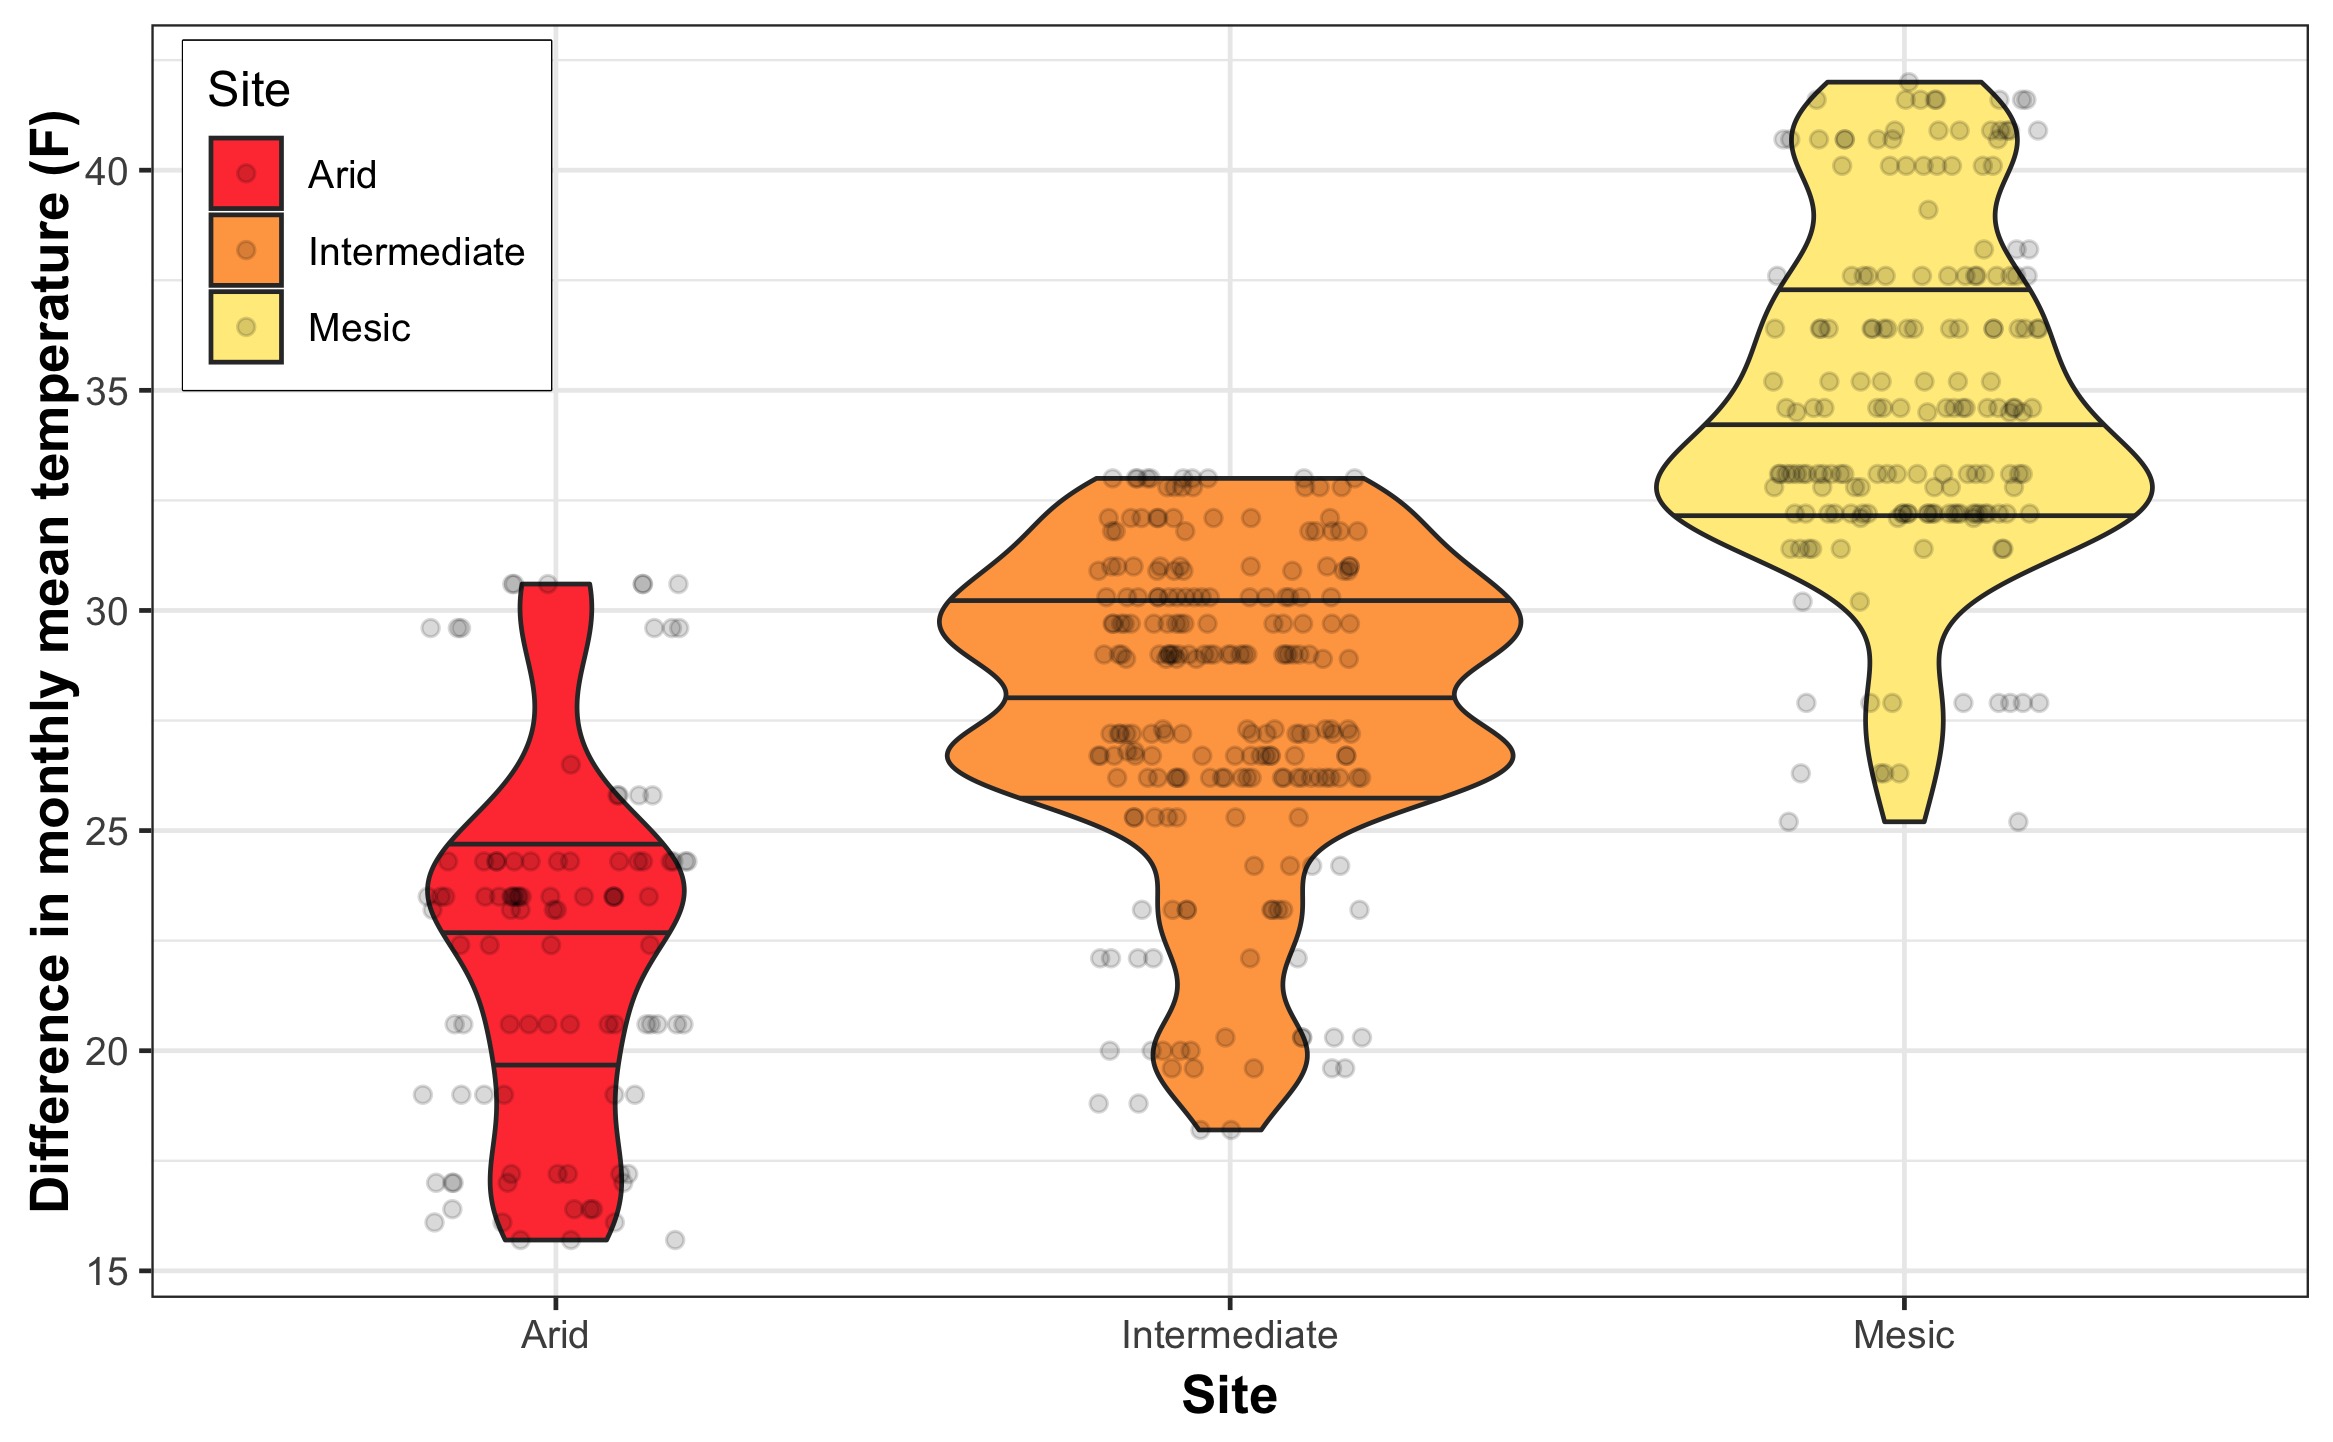 Site
Arid
Intermediate
Mesic
Difference in monthly mean temperature (F)
40
35
30
25
20
15
Arid
Intermediate
Mesic
Site